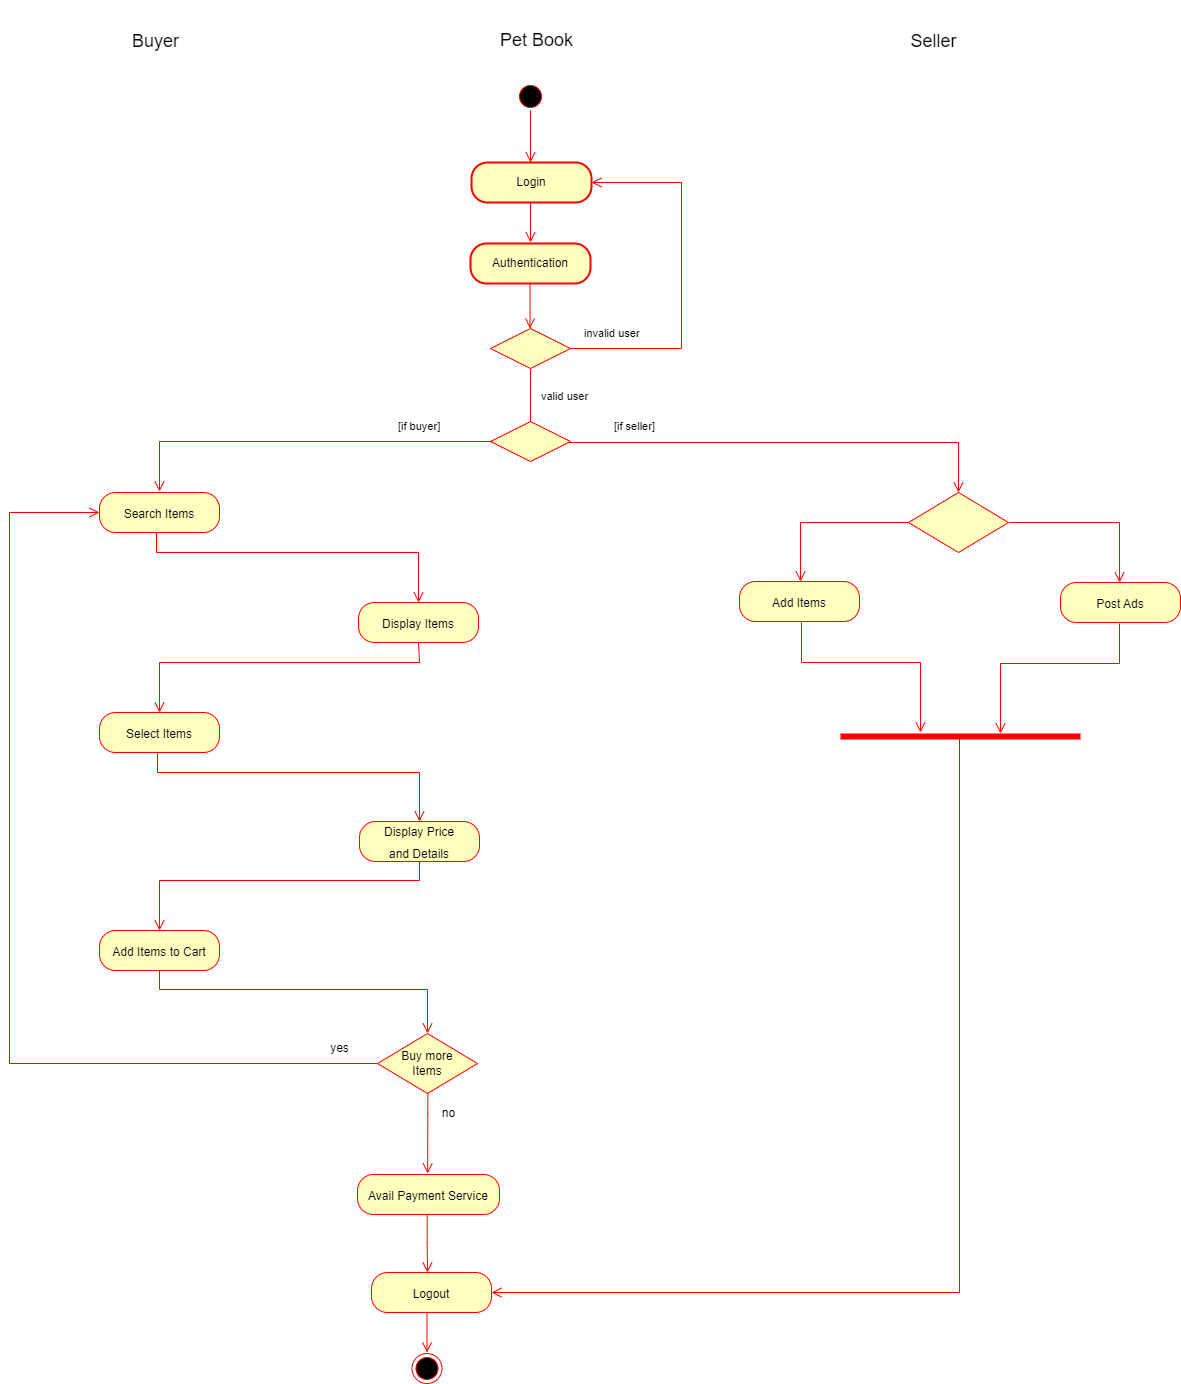 Buyer
Pet Book
Seller
Login
Authentication
invalid user
valid user
[if buyer]
[if seller]
Search Items
Add Items
Post Ads
Display Items
Select Items
Display Price
and Details
Add Items to Cart
yes
Buy more
Items
no
Avail Payment Service
Logout